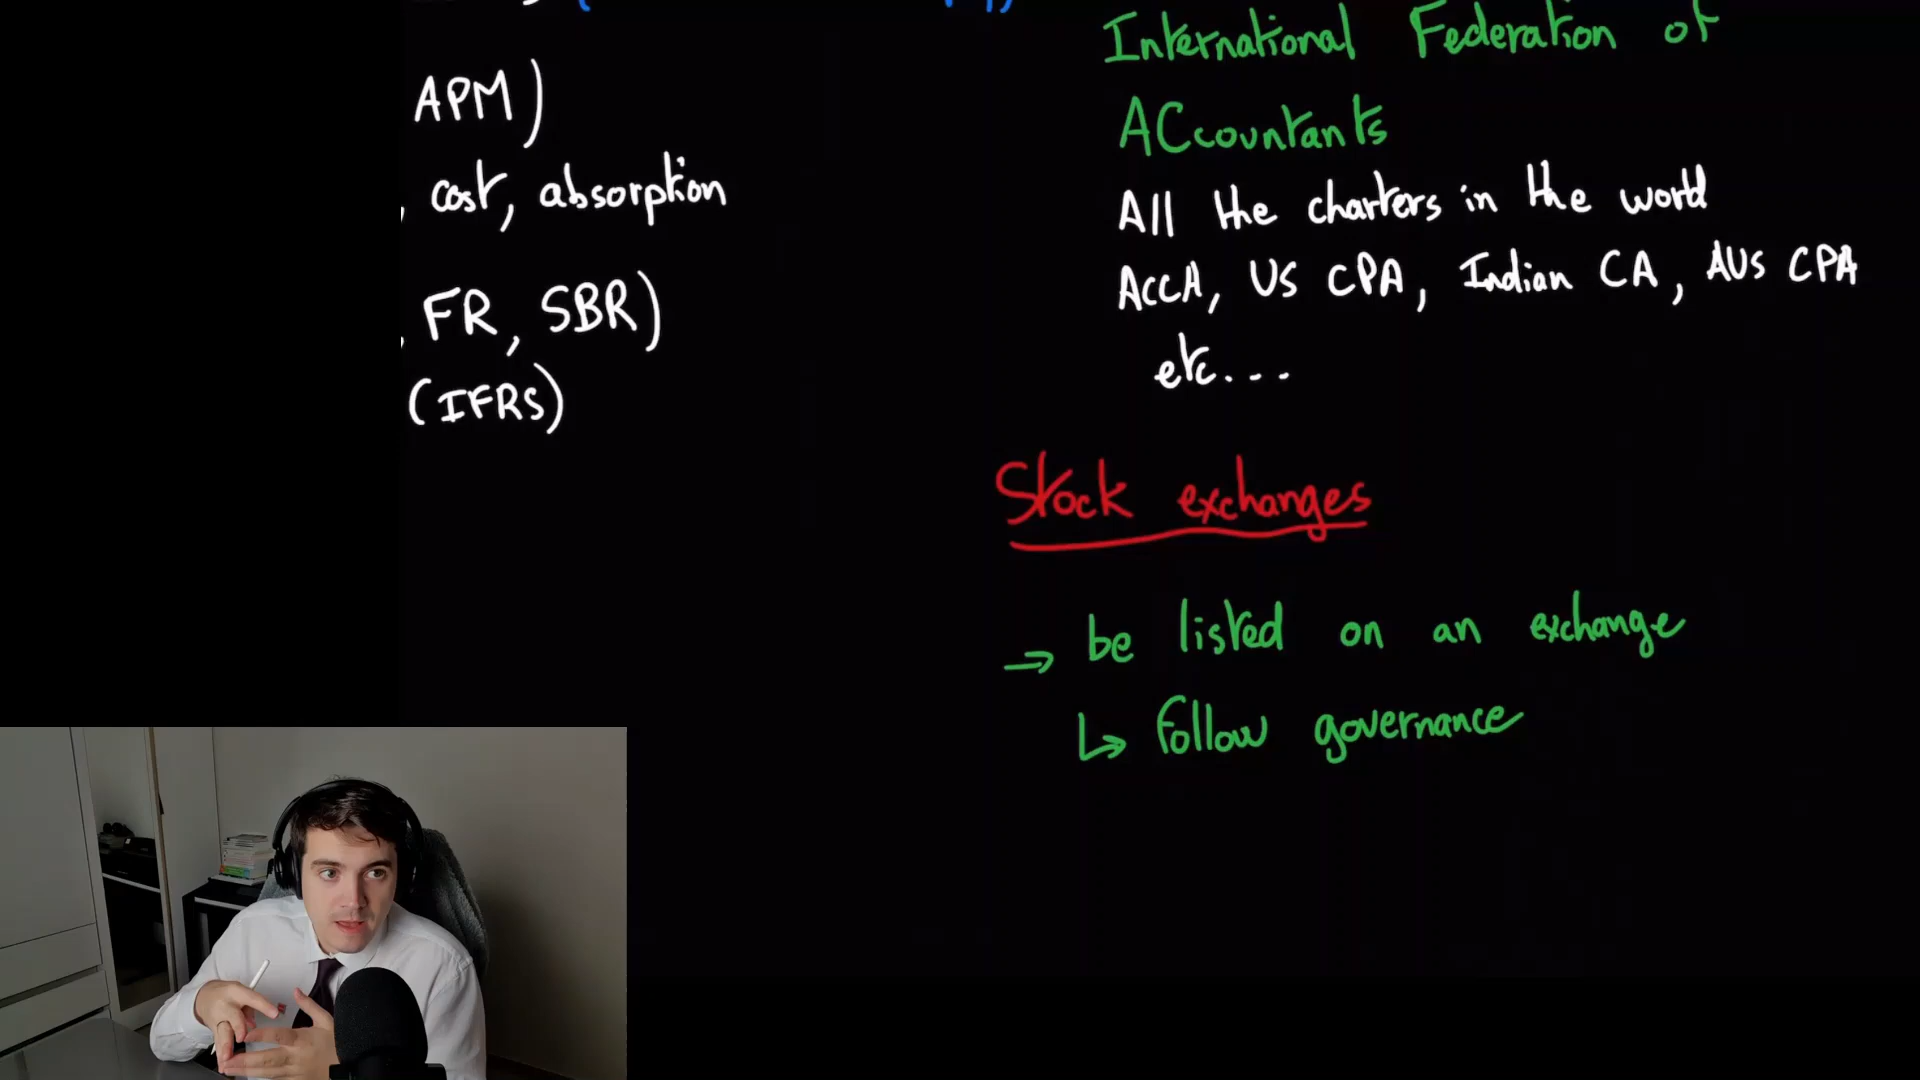 APM)
cost, absorption
, FR, SBR)
(IFRS)
International Federation of
ACcountants
All the charters in the world
ACCA, US CPA, Indian CA, AUS CPA
etc...
Stock exchanges
→ be listed on an exchange
↳ follow governance